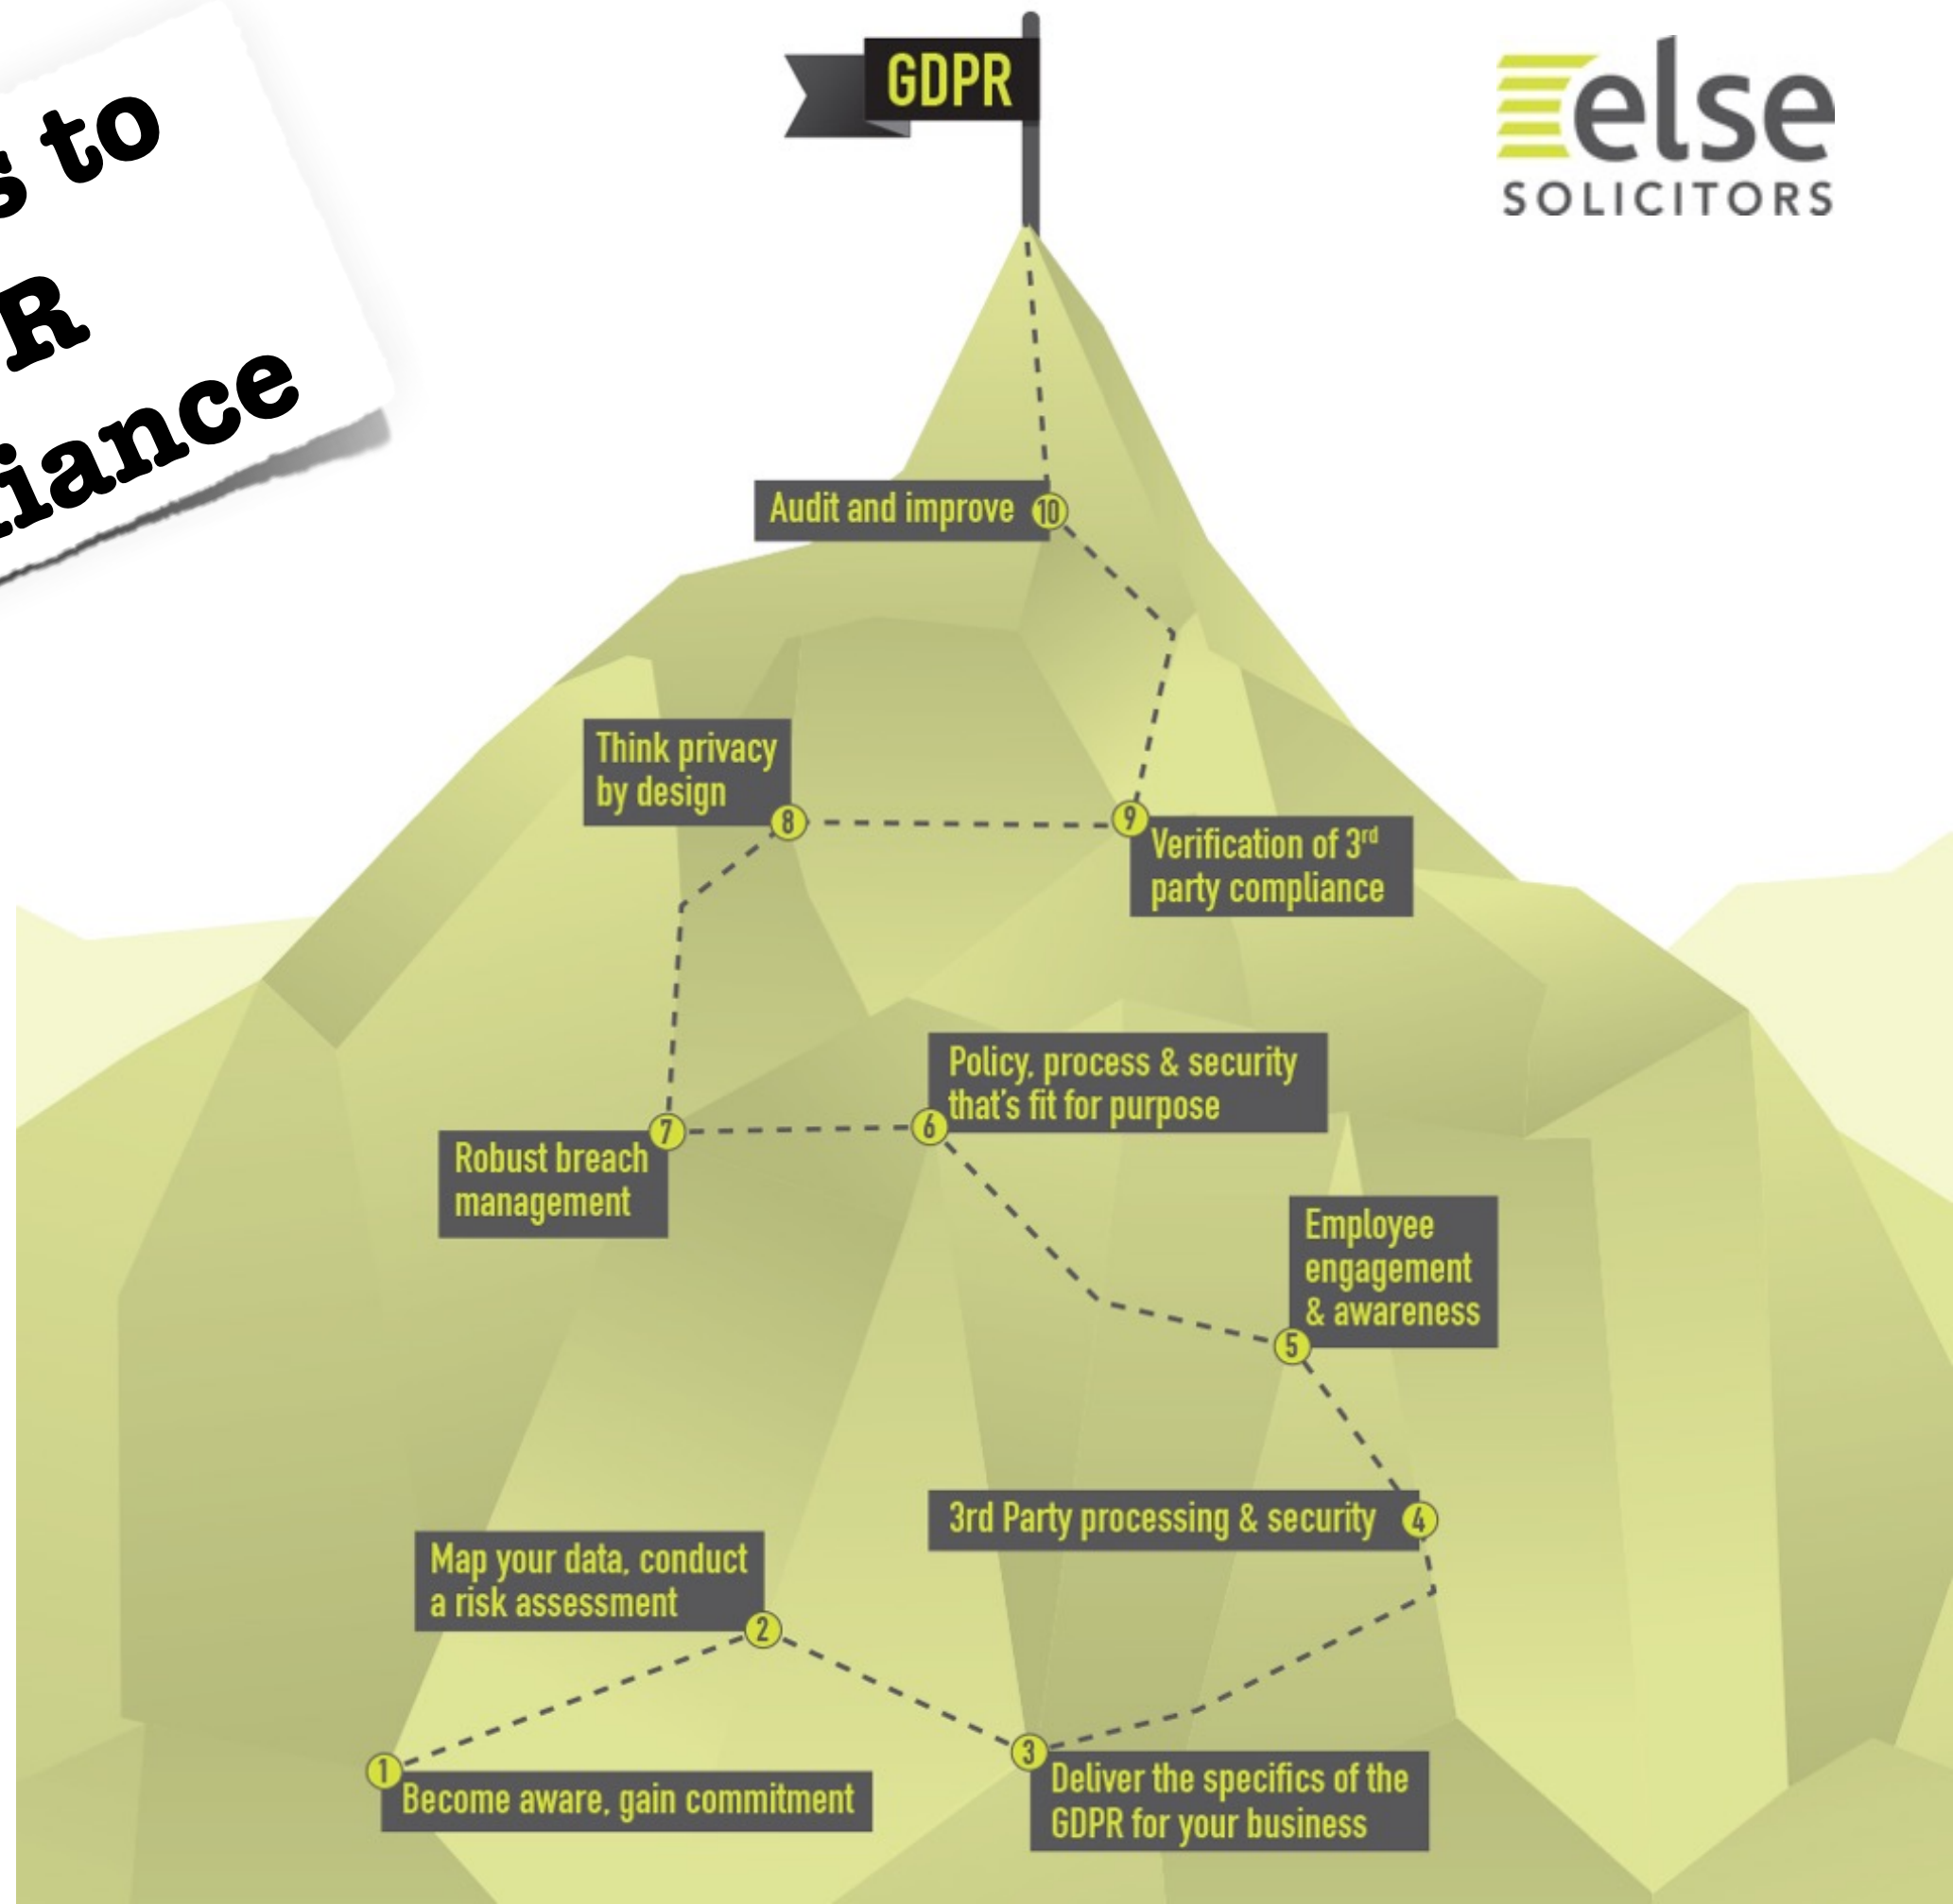 s to
R
iance
GDPR
else
SOLICITORS
Audit and improve 10
Think privacy
by design
8
9
Verification of 3rd
party compliance
Policy, process & security
that's fit for purpose
7
6
Robust breach
management
Employee
engagement
& awareness
5
3rd Party processing & security 4
Map your data, conduct
a risk assessment
2
3
1
Become aware, gain commitment
Deliver the specifics of the
GDPR for your business